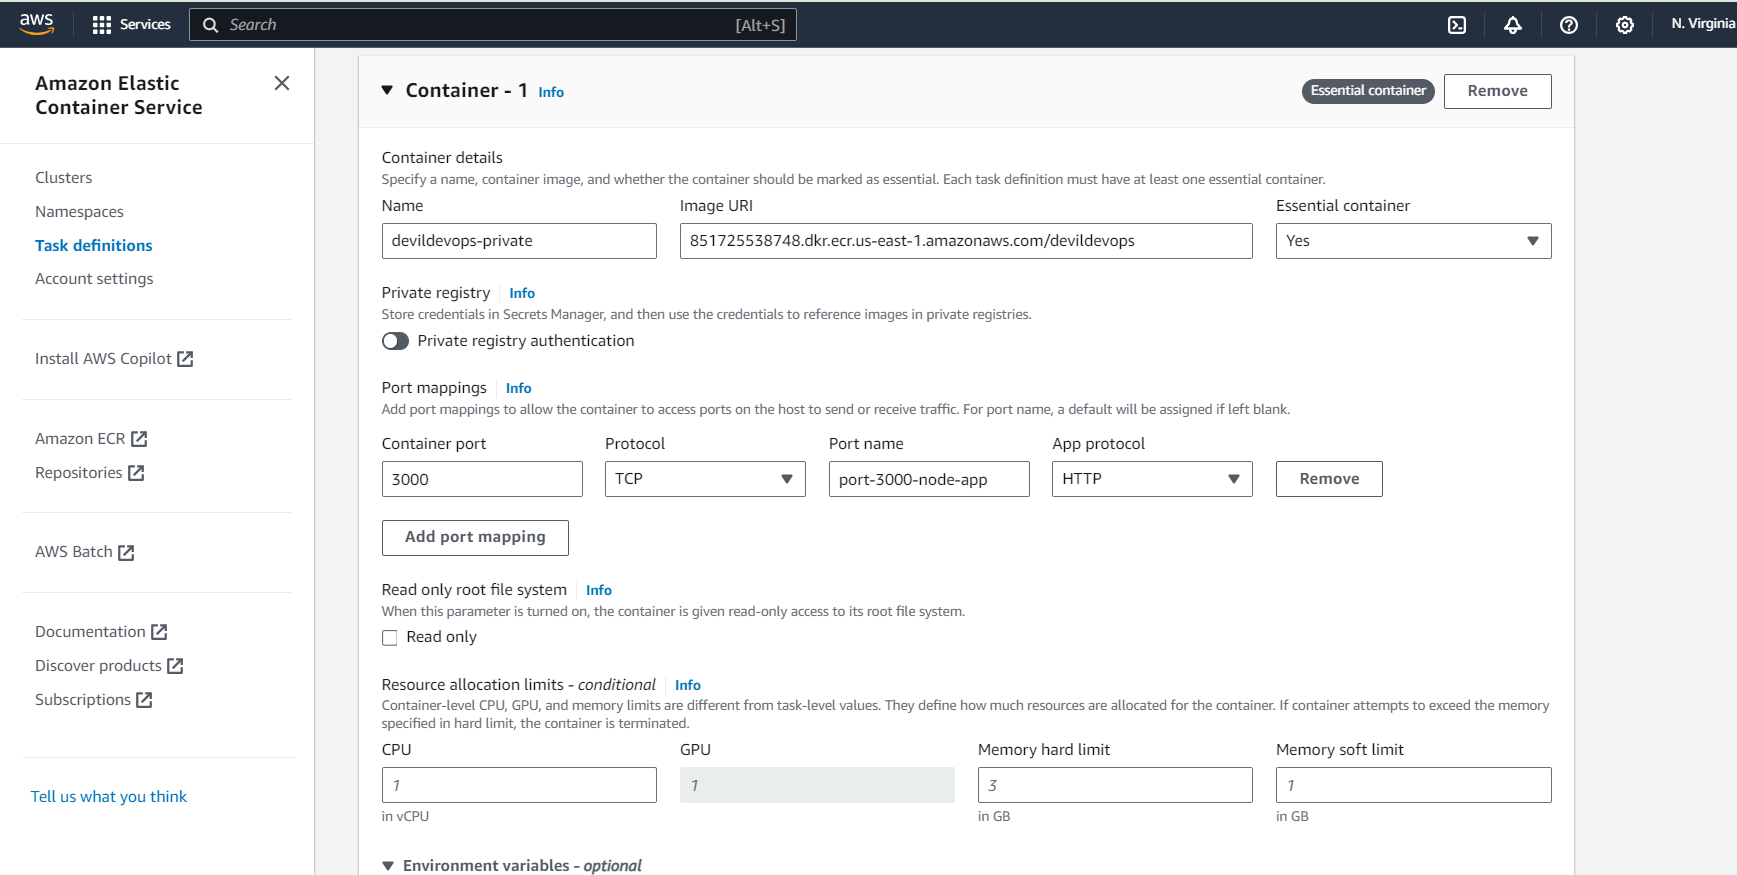 aws
Services
Search
[Alt+S]
N. Virginia
Amazon Elastic
Container Service
Clusters
Namespaces
Task definitions
Account settings
Install AWS Copilot
Amazon ECR
Repositories
AWS Batch
Documentation
Discover products
Subscriptions
Tell us what you think
Container - 1 Info
Essential container
Remove
Container details
Specify a name, container image, and whether the container should be marked as essential. Each task definition must have at least one essential container.
Name Image URI Essential container
devildevops-private 851725538748.dkr.ecr.us-east-1.amazonaws.com/devildevops Yes
Private registry Info
Store credentials in Secrets Manager, and then use the credentials to reference images in private registries.
Private registry authentication
Port mappings Info
Add port mappings to allow the container to access ports on the host to send or receive traffic. For port name, a default will be assigned if left blank.
Container port Protocol Port name App protocol
3000 TCP port-3000-node-app HTTP Remove
Add port mapping
Read only root file system Info
When this parameter is turned on, the container is given read-only access to its root file system.
Read only
Resource allocation limits - conditional Info
Container-level CPU, GPU, and memory limits are different from task-level values. They define how much resources are allocated for the container. If container attempts to exceed the memory
specified in hard limit, the container is terminated.
CPU GPU Memory hard limit Memory soft limit
1 1 3 1
in vCPU in GB in GB
Environment variables - optional